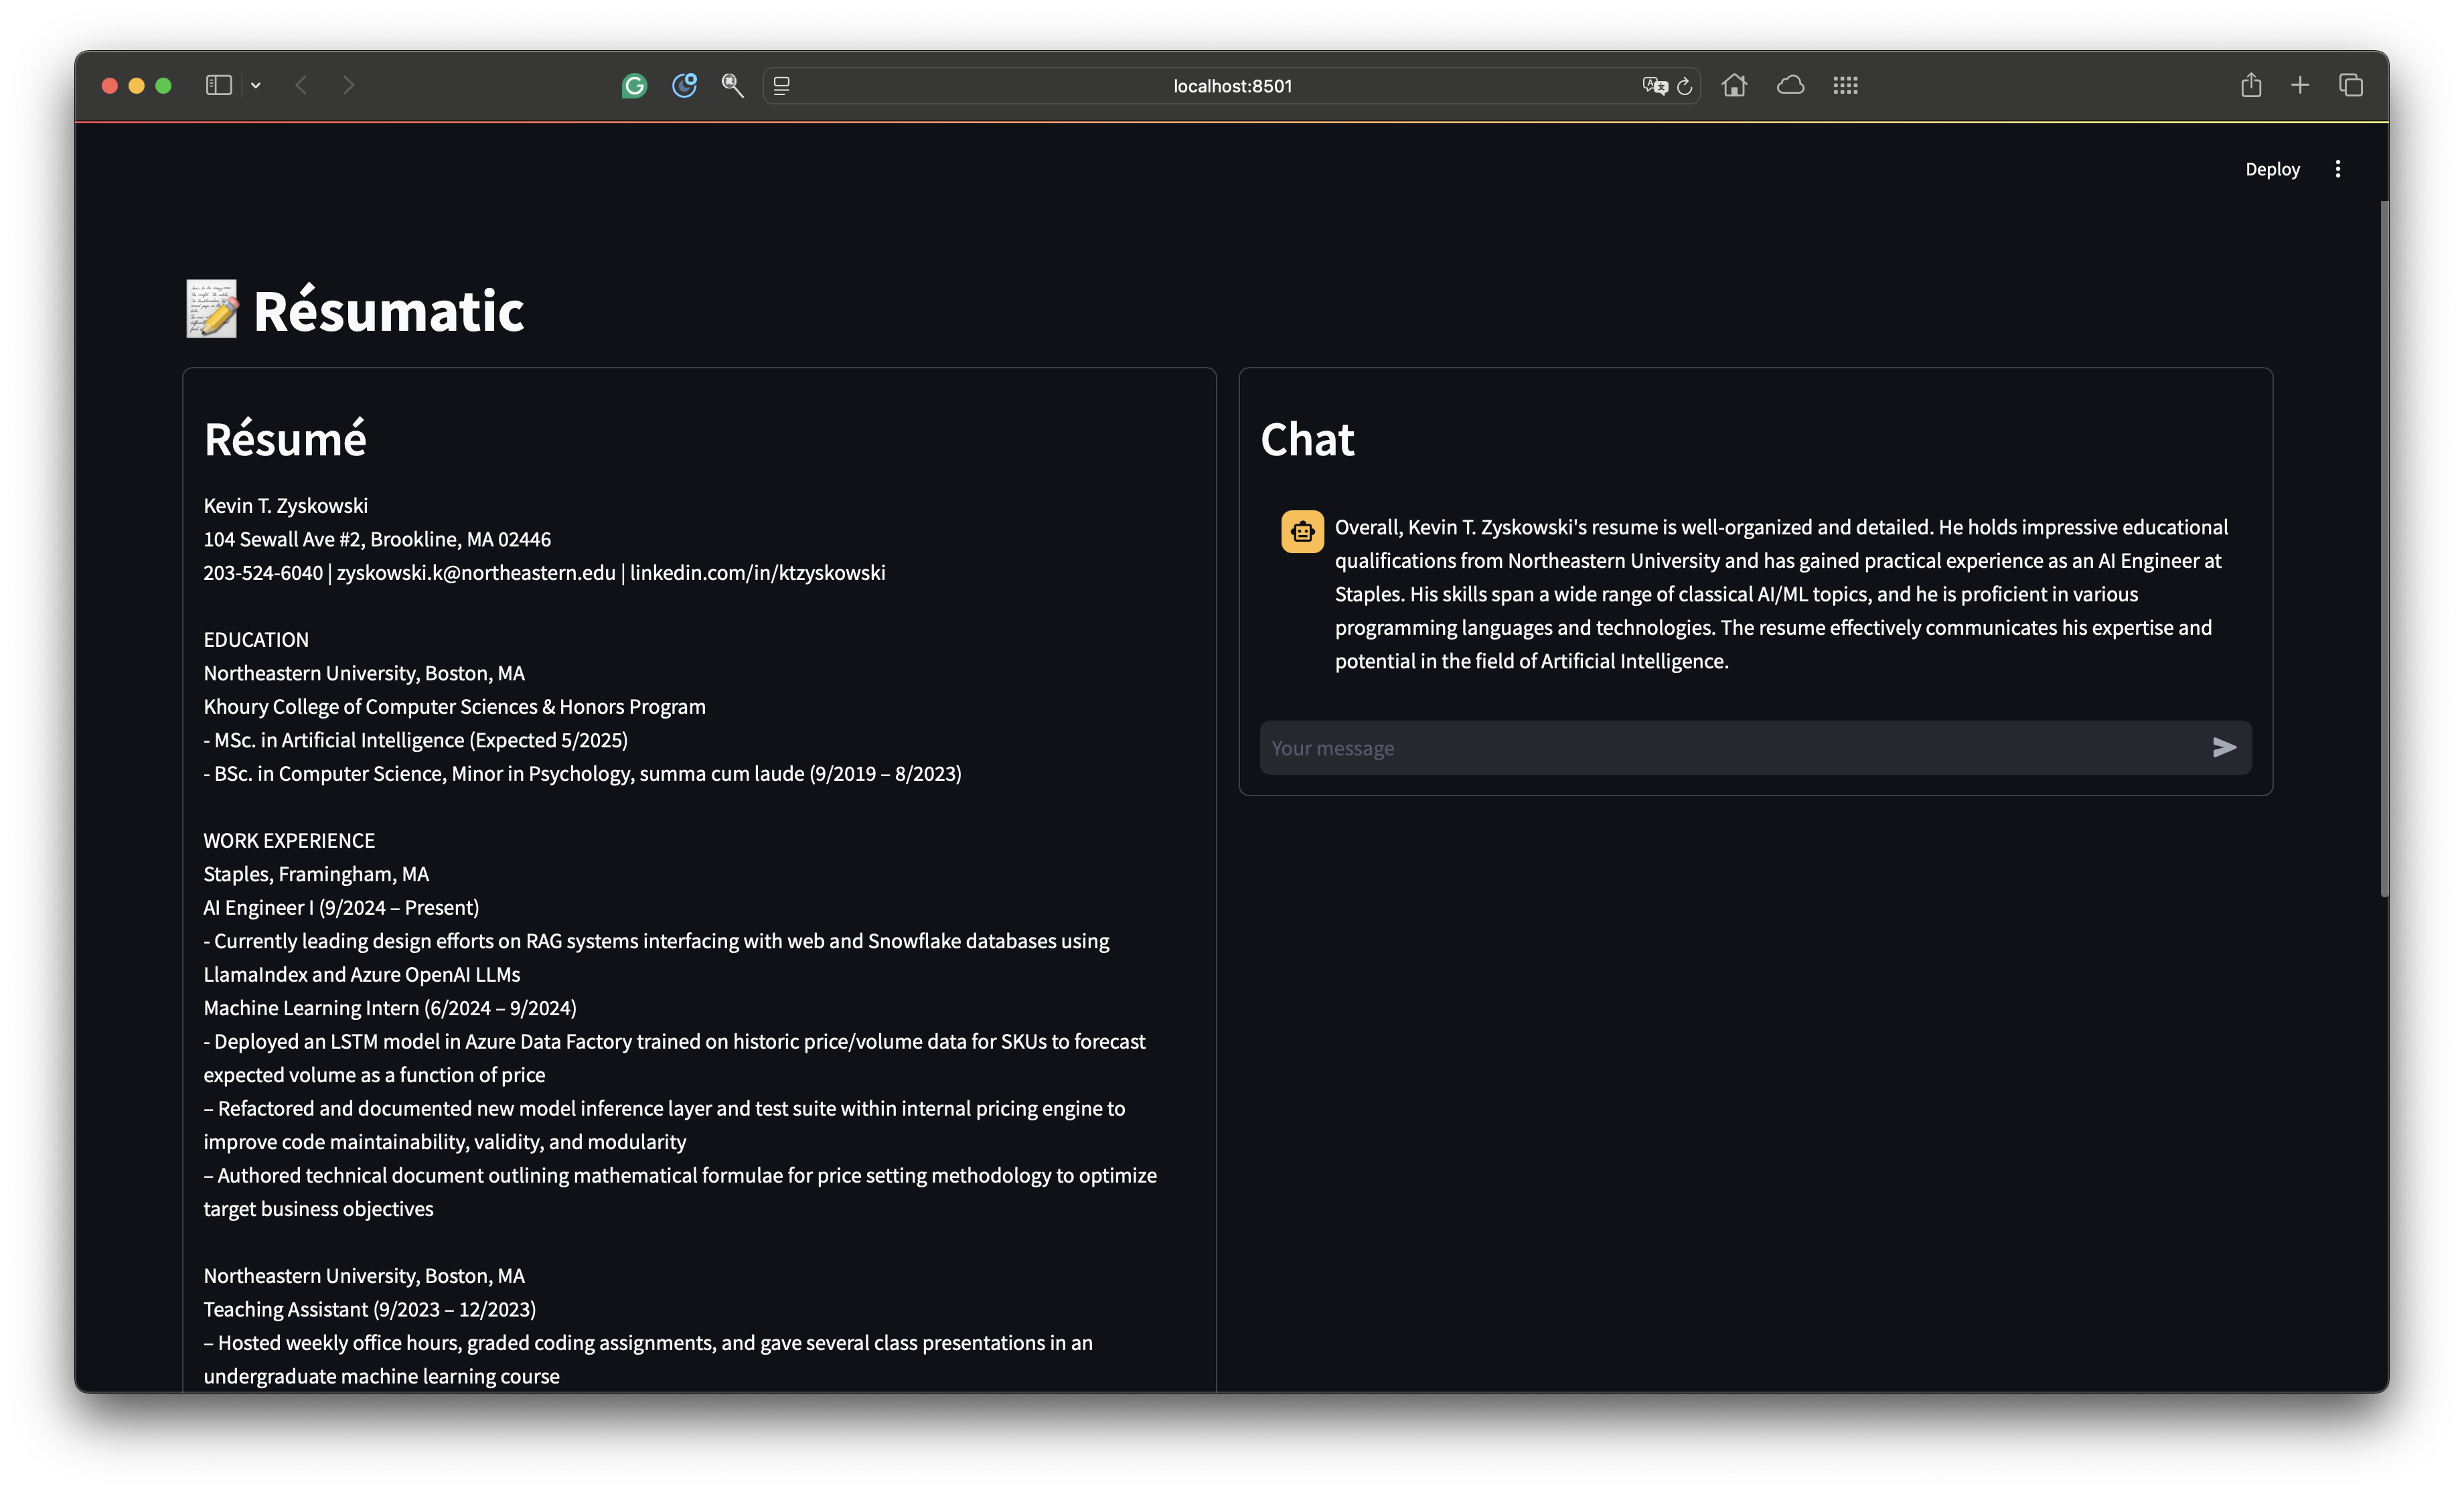 localhost:8501
Deploy
Résumatic
Résumé
Kevin T. Zyskowski
104 Sewall Ave #2, Brookline, MA 02446
203-524-6040 | zyskowski.k@northeastern.edu | linkedin.com/in/ktzyskowski
EDUCATION
Northeastern University, Boston, MA
Khoury College of Computer Sciences & Honors Program
- MSc. in Artificial Intelligence (Expected 5/2025)
- BSc. in Computer Science, Minor in Psychology, summa cum laude (9/2019 – 8/2023)
WORK EXPERIENCE
Staples, Framingham, MA
AI Engineer I (9/2024 – Present)
- Currently leading design efforts on RAG systems interfacing with web and Snowflake databases using
LlamaIndex and Azure OpenAI LLMs
Machine Learning Intern (6/2024 – 9/2024)
- Deployed an LSTM model in Azure Data Factory trained on historic price/volume data for SKUs to forecast
expected volume as a function of price
– Refactored and documented new model inference layer and test suite within internal pricing engine to
improve code maintainability, validity, and modularity
– Authored technical document outlining mathematical formulae for price setting methodology to optimize
target business objectives
Northeastern University, Boston, MA
Teaching Assistant (9/2023 – 12/2023)
– Hosted weekly office hours, graded coding assignments, and gave several class presentations in an
undergraduate machine learning course
Chat
Overall, Kevin T. Zyskowski's resume is well-organized and detailed. He holds impressive educational
qualifications from Northeastern University and has gained practical experience as an AI Engineer at
Staples. His skills span a wide range of classical AI/ML topics, and he is proficient in various
programming languages and technologies. The resume effectively communicates his expertise and
potential in the field of Artificial Intelligence.
Your message